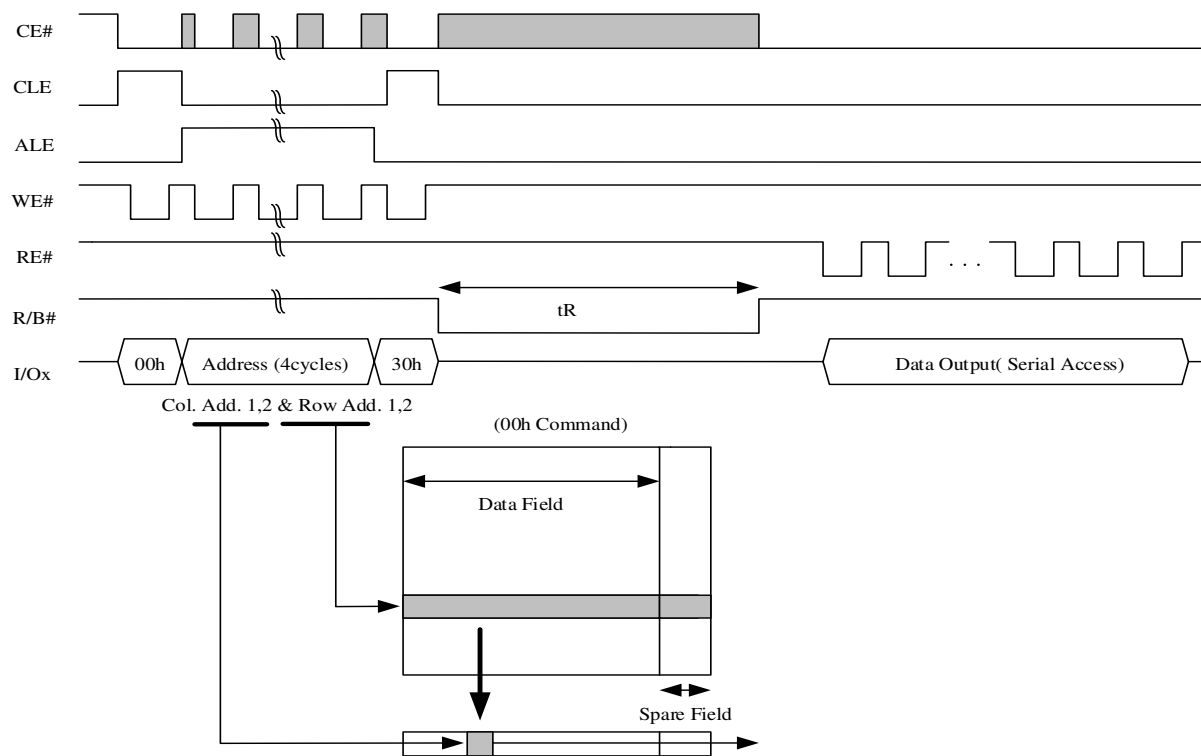 CE#
CLE
ALE
WE#
RE#
. . .
R/B#
tR
I/Ox
00h
Address (4cycles)
30h
Data Output( Serial Access)
Col. Add. 1,2 & Row Add. 1,2
(00h Command)
Data Field
Spare Field